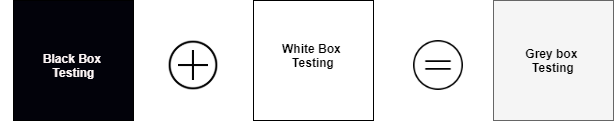 Black Box
Testing
White Box
Testing
Grey box
Testing